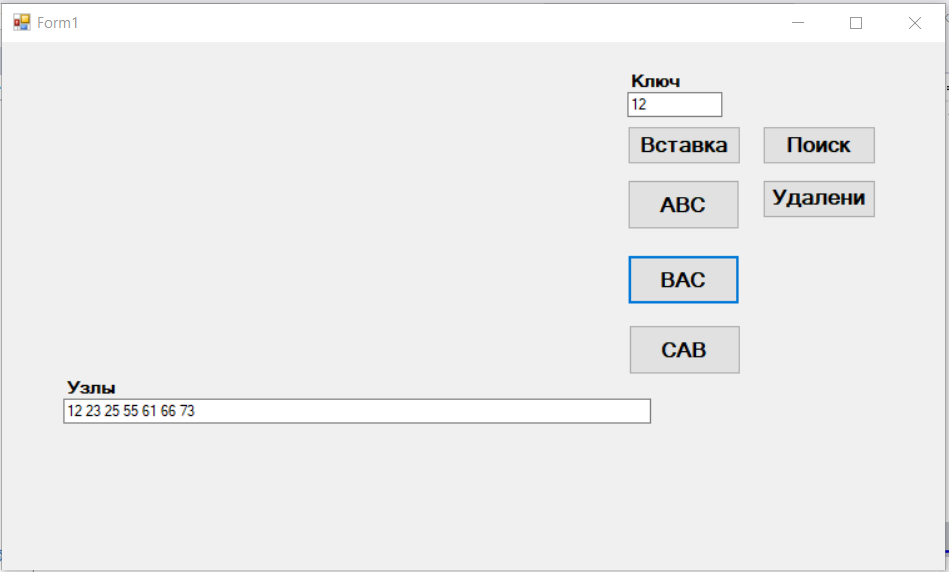 Form1
Ключ
12
Вставка Поиск
ABC Удалени
BAC
CAB
Узлы
12 23 25 55 61 66 73